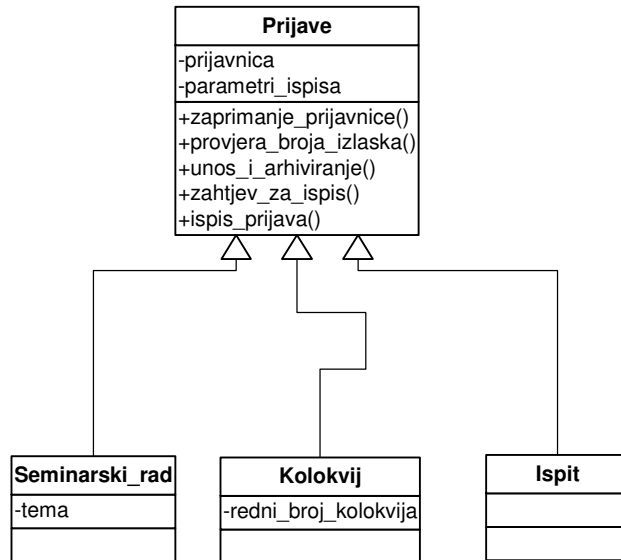 Prijave
-prijavnica
-parametri_ispisa
+zaprimanje_prijavnice()
+provjera_broja_izlaska()
+unos_i_arhiviranje()
+zahtjev_za_ispis()
+ispis_prijava()
Seminarski_rad
-tema
Kolokvij
-redni_broj_kolokvija
Ispit